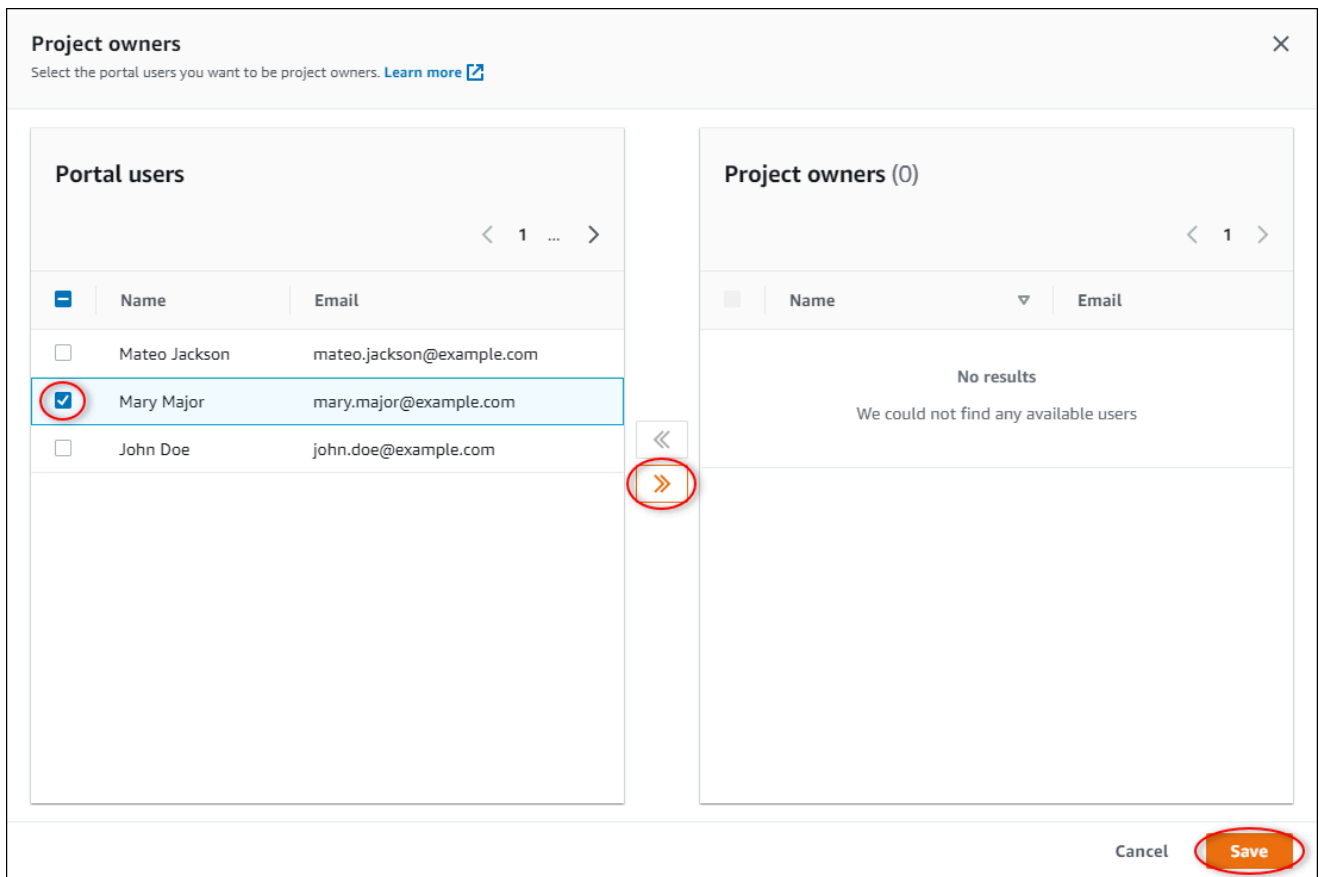 Project owners
Select the portal users you want to be project owners. Learn more
Portal users
1 ...
Name Email
Mateo Jackson mateo.jackson@example.com
Mary Major mary.major@example.com
John Doe john.doe@example.com
Project owners (0)
1
Name Email
No results
We could not find any available users
Cancel Save